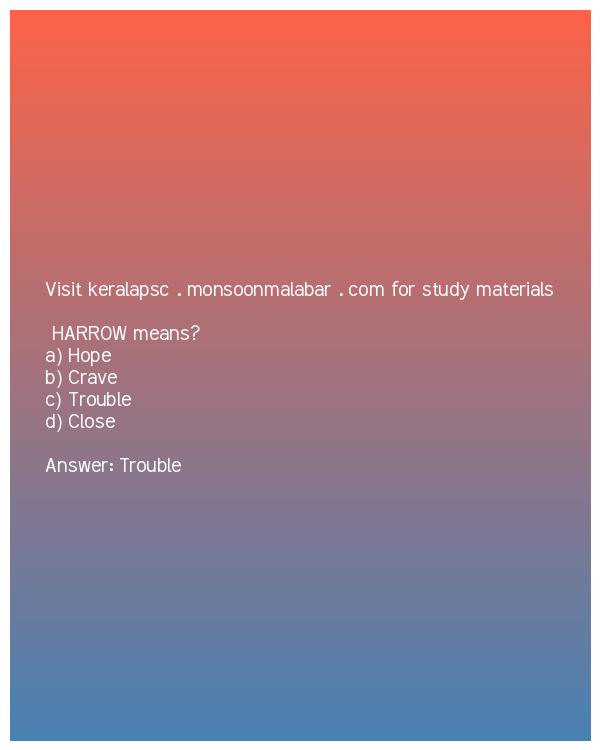 Visit keralapsc .monsoonmalabar .com for study materials
HARROW means?
a) Hope
b) Crave
c) Trouble
d) Close
Answer: Trouble